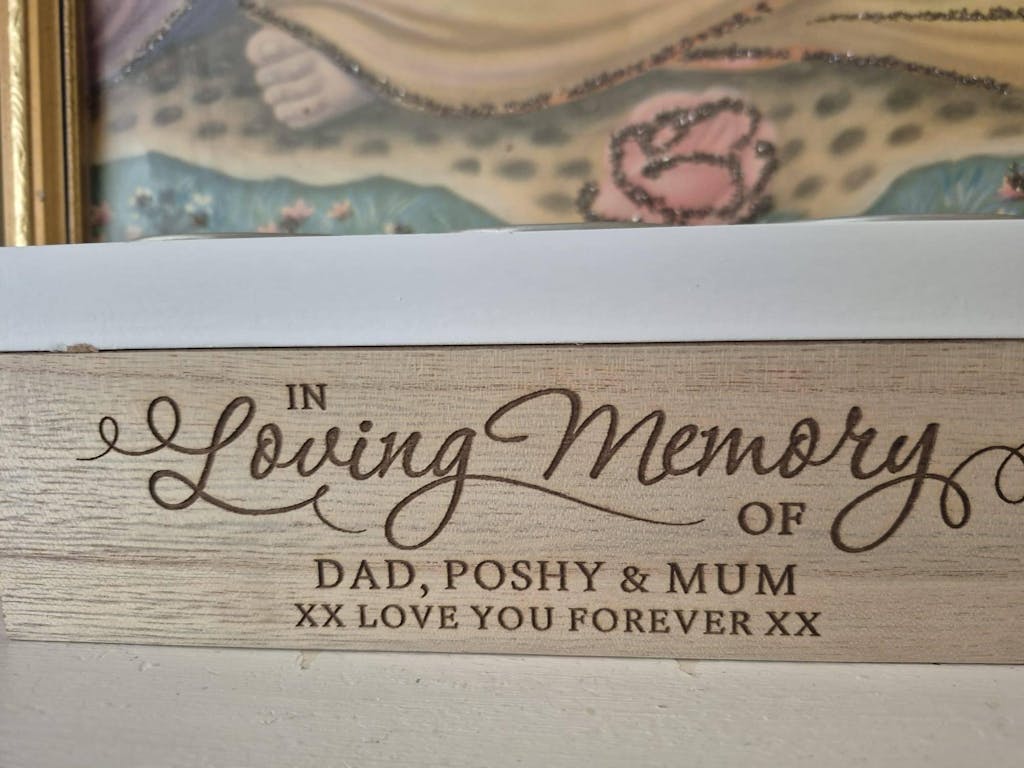 IN
Loving Memory
OF
DAD, POSHY & MUM
XX LOVE YOU FOREVER XX